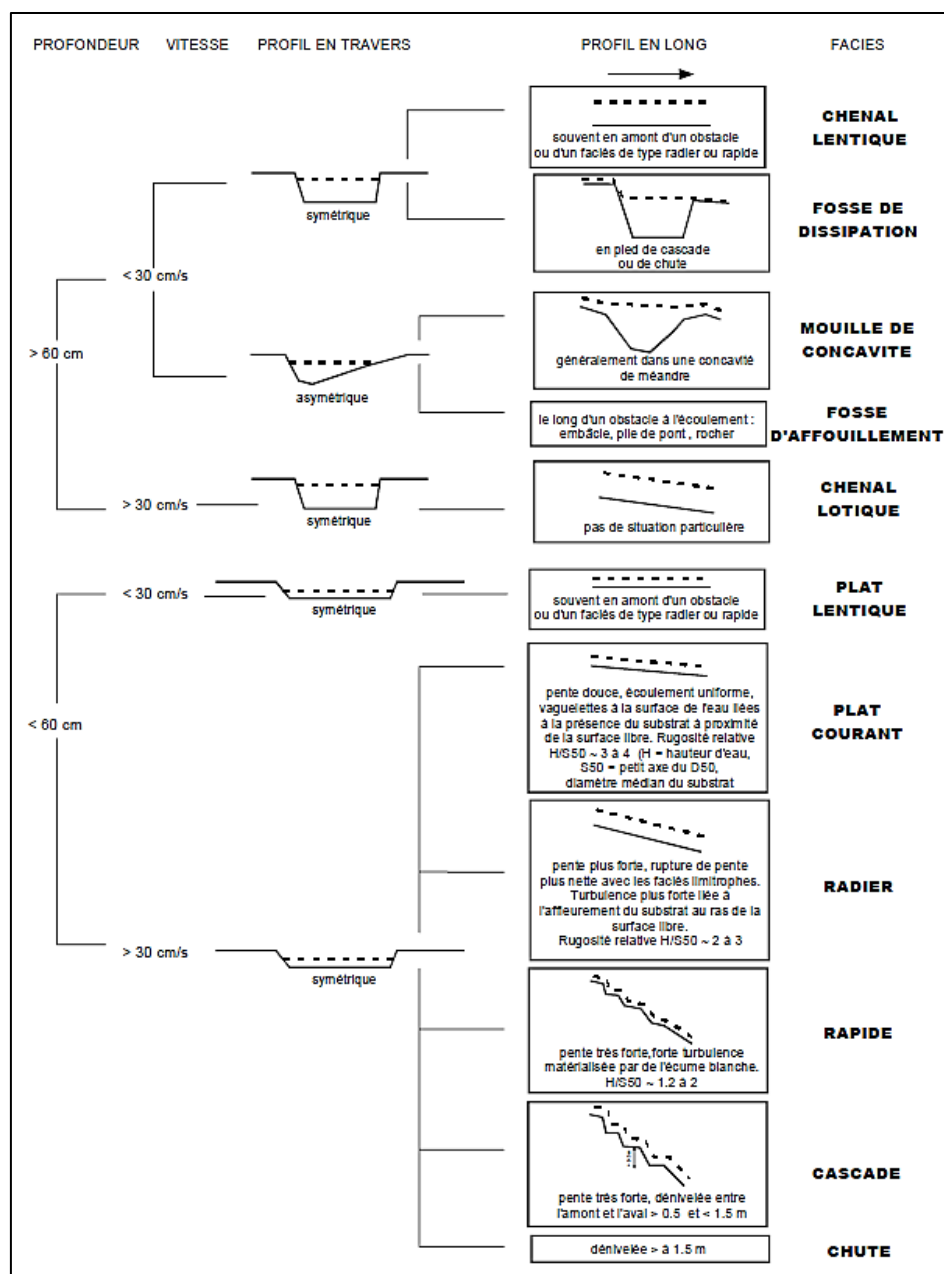 PROFONDEUR VITESSE PROFIL EN TRAVERS PROFIL EN LONG FACIES
CHENAL
LENTIQUE
souvent en amont d'un obstacle
ou d'un faciés de type radier ou rapide
symétrique
FOSSE DE
DISSIPATION
en pied de cascade
ou de chute
< 30 cm/s
> 60 cm
MOUILLE DE
CONCAVITE
généralement dans une concavité
de méandre
asymétrique
le long d'un obstacle à l'écoulement :
embâcle, pile de pont , rocher
FOSSE
D'AFFOUILLEMENT
> 30 cm/s
symétrique
pas de situation particulière
CHENAL
LOTIQUE
< 30 cm/s
symétrique
souvent en amont d'un obstacle
ou d'un faciés de type radier ou rapide
PLAT
LENTIQUE
< 60 cm
pente douce, écoulement uniforme,
vaguelettes à la surface de l'eau liées
à la présence du substrat à proximité
de la surface libre. Rugosité relative
H/S50 ~ 3 à 4 (H = hauteur d'eau,
S50 = petit axe du D50,
diamètre médian du substrat
PLAT
COURANT
pente plus forte, rupture de pente
plus nette avec les faciés limitrophes.
Turbulence plus forte liée à
l'affleurement du substrat au ras de la
surface libre.
Rugosité relative H/S50 ~ 2 à 3
RADIER
> 30 cm/s
symétrique
pente très forte,forte turbulence
matérialisée par de l'écume blanche.
H/S50 ~ 1.2 à 2
RAPIDE
pente très forte, dénivelée entre
l'amont et l'aval > 0.5 et < 1.5 m
CASCADE
dénivelée > à 1.5 m
CHUTE